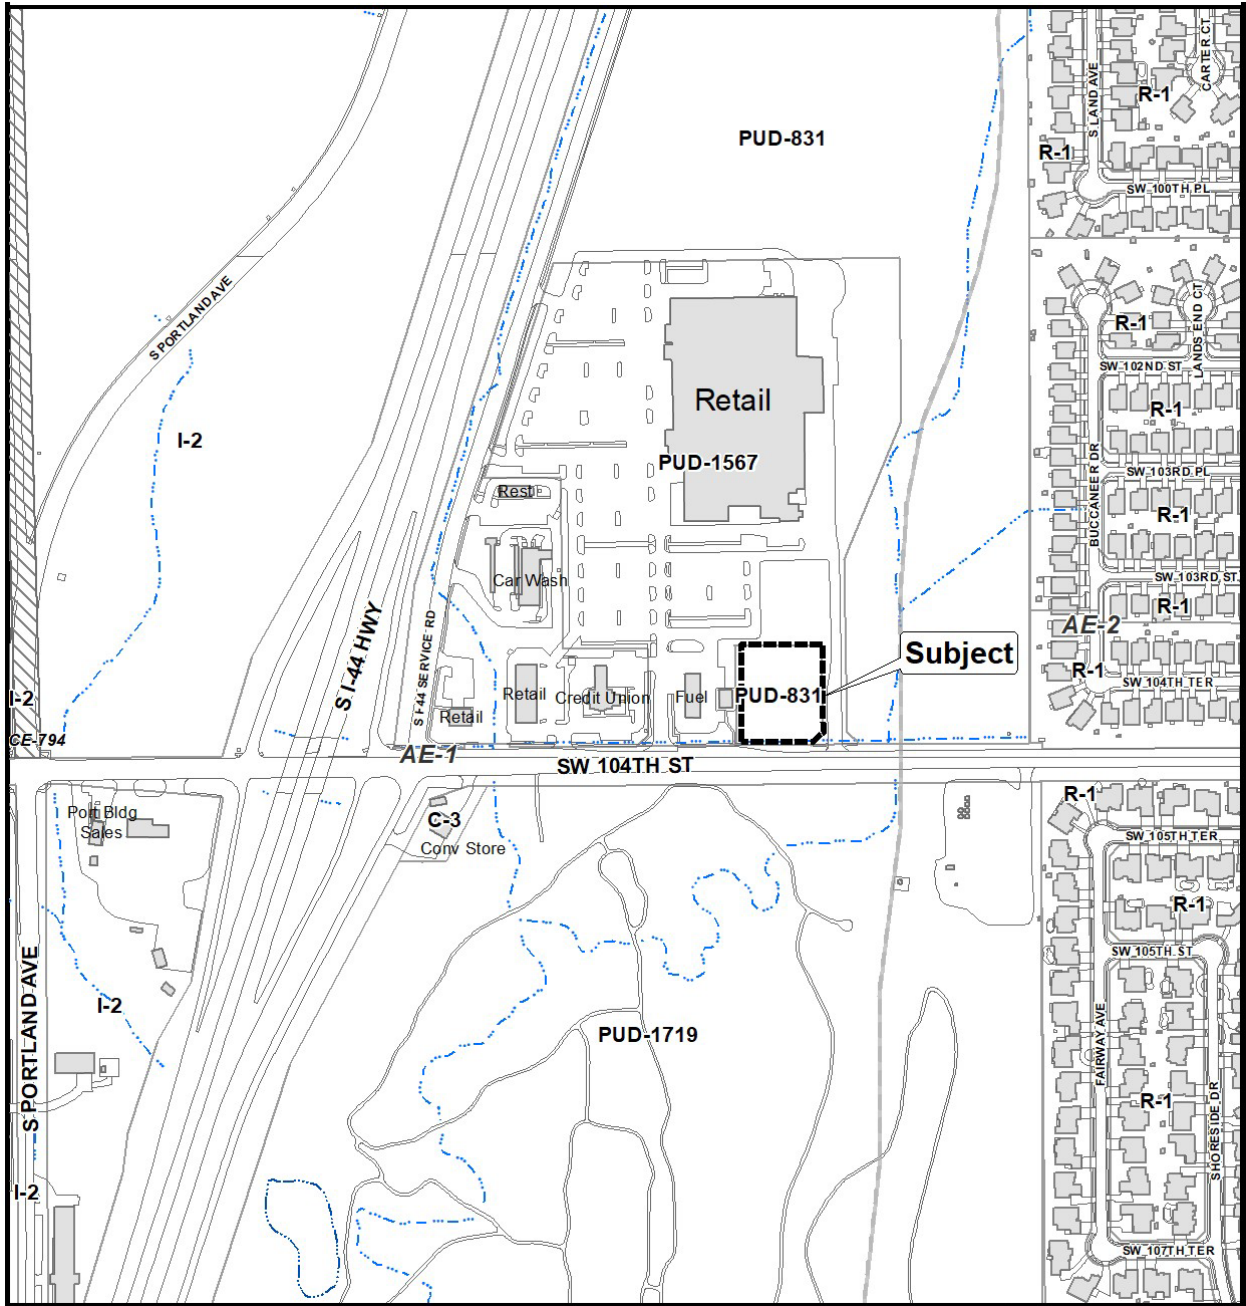 CARTER CT
S LAND AVE
R-1
PUD-831
R-1
SW 100TH PL
S PORTLAND AVE
LANDS END CT
R-1
SW 102ND ST
Retail
R-1
I-2
BUCCANEER DR
PUD-1567
SW 103RD PL
Rest
R-1
Car Wash
SW 103RD ST
R-1
S I-44 HWY
S I-44 SERVICE RD
AE-2
Subject
R-1
SW 104TH TER
I-2
Retail
Credit Union
Fuel
PUD-831
Retail
CE-794
AE-1
SW 104TH ST
R-1
Port Bldg
Sales
C-3
SW 105TH TER
Conv Store
R-1
SW 105TH ST
S PORTLAND AVE
I-2
PUD-1719
FAIRWAY AVE
R-1
SHORESIDE DR
I-2
SW 107TH TER